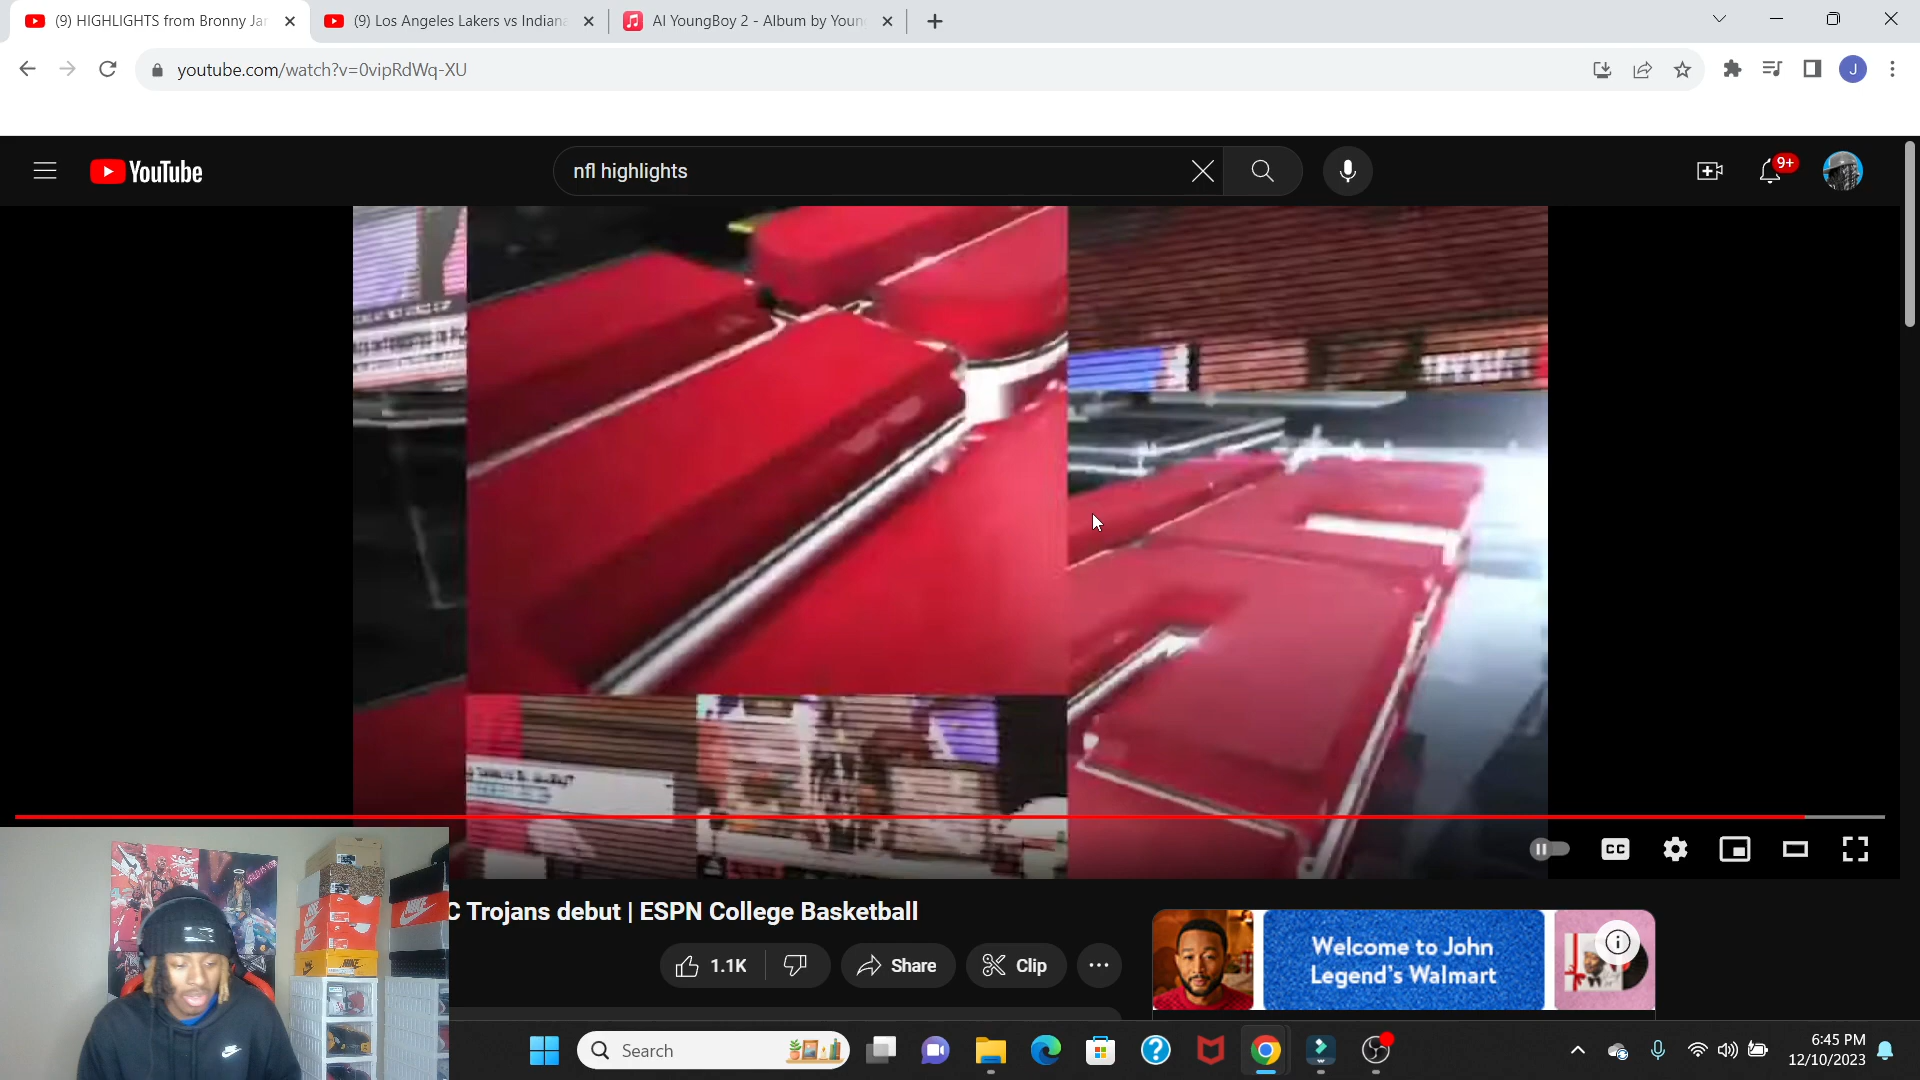 (9) HIGHLIGHTS from Bronny Ja
(9) Los Angeles Lakers vs Indian
AI YoungBoy 2 - Album by Youn
youtube.com/watch?v=0vipRdWq-XU
J
YouTube
nfl highlights
9+
CC
C Trojans debut | ESPN College Basketball
1.1K
Share
Clip
Welcome to John
Legend's Walmart
Search
6:45 PM
12/10/2023